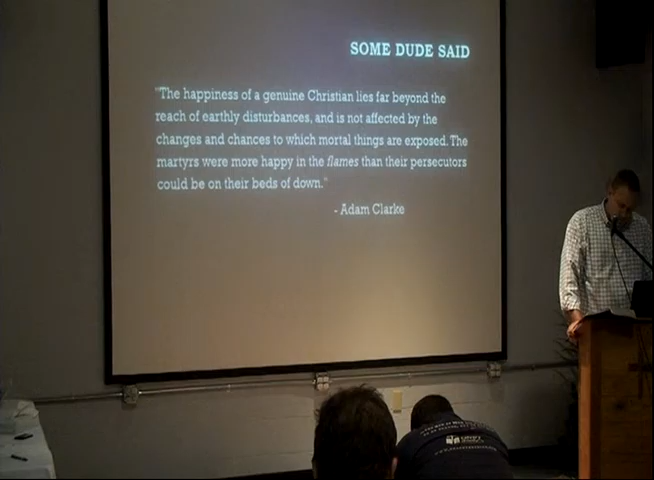 SOME DUDE SAID
"The happiness of a genuine Christian lies far beyond the
reach of earthly disturbances, and is not affected by the
changes and chances to which mortal things are exposed. The
martyrs were more happy in the flames than their persecutors
could be on their beds of down."
- Adam Clarke